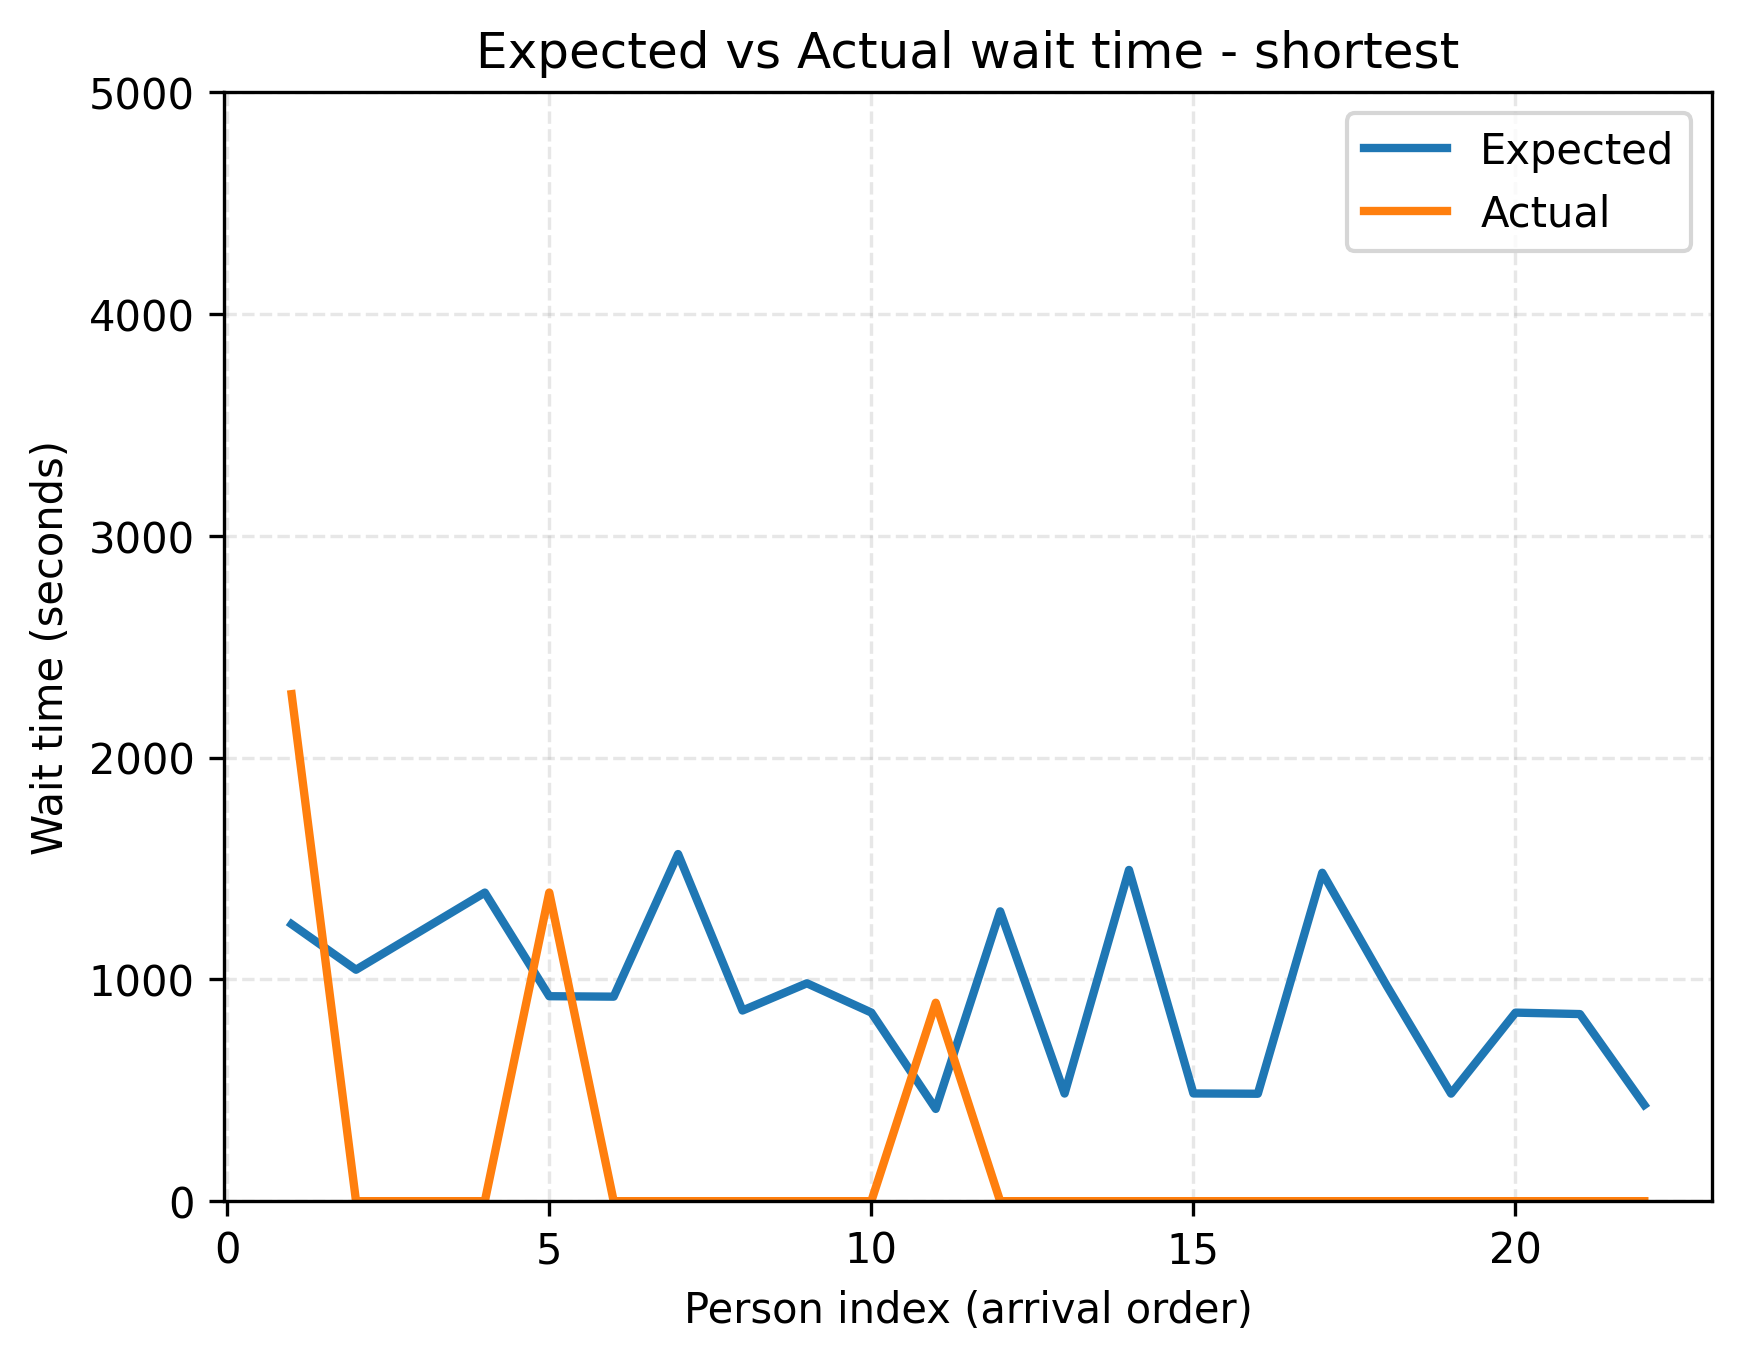 Expected vs Actual wait time - shortest
5000
4000
3000
2000
1000
0
Wait time (seconds)
Expected
Actual
0 5 10 15 20
Person index (arrival order)